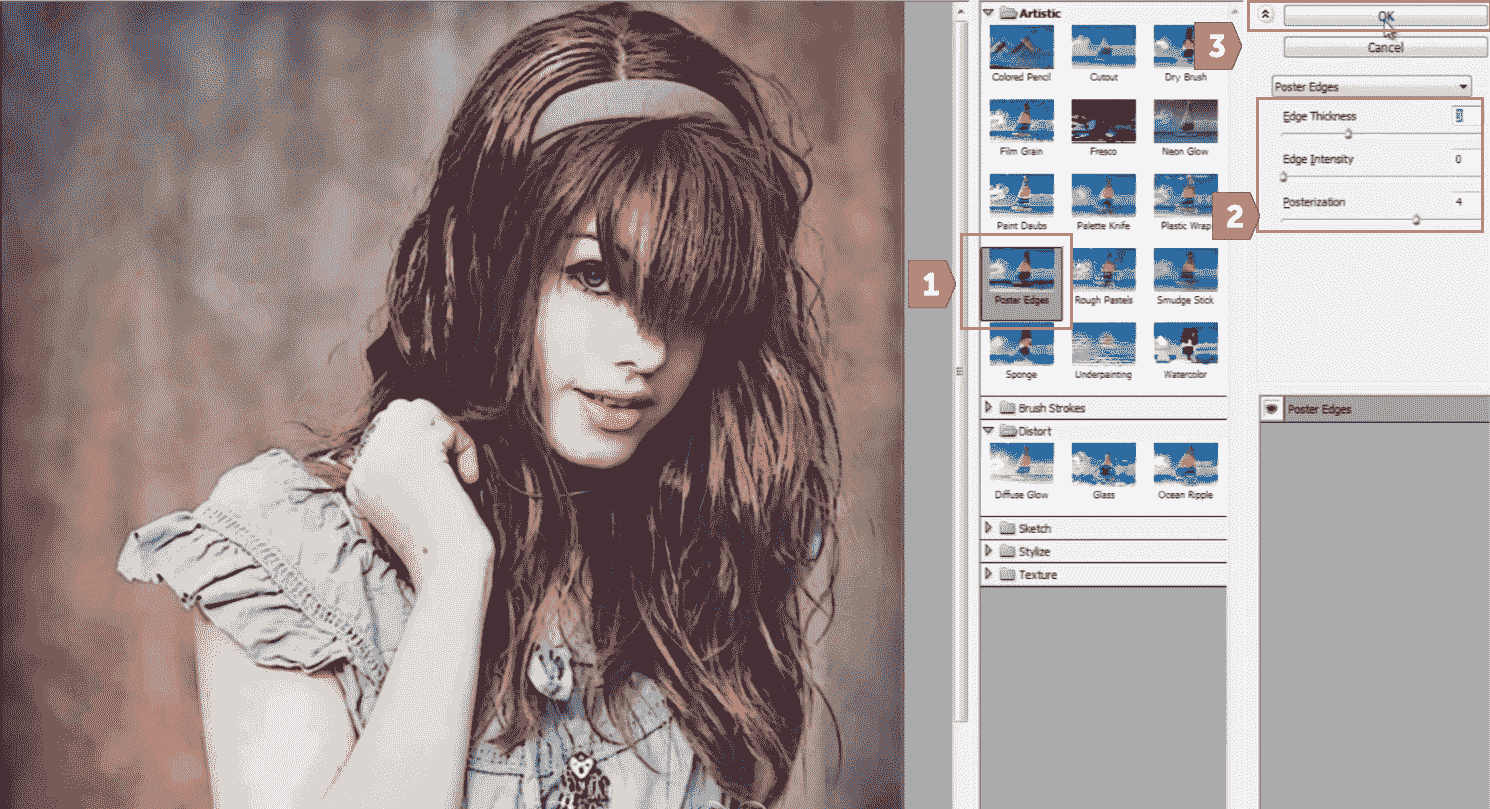 Artistic
Colored Pencil
Cutout
Dry Brush
Film Grain
Fresco
Neon Glow
Paint Daubs
Palette Knife
Plastic Wrap
Poster Edges
Rough Pastels
Smudge Stick
Sponge
Underpainting
Watercolor
Brush Strokes
Distort
Diffuse Glow
Glass
Ocean Ripple
Sketch
Stylize
Texture
1
2
3
OK
Cancel
Poster Edges
Edge Thickness
3
Edge Intensity 0
Posterization 4
Poster Edges